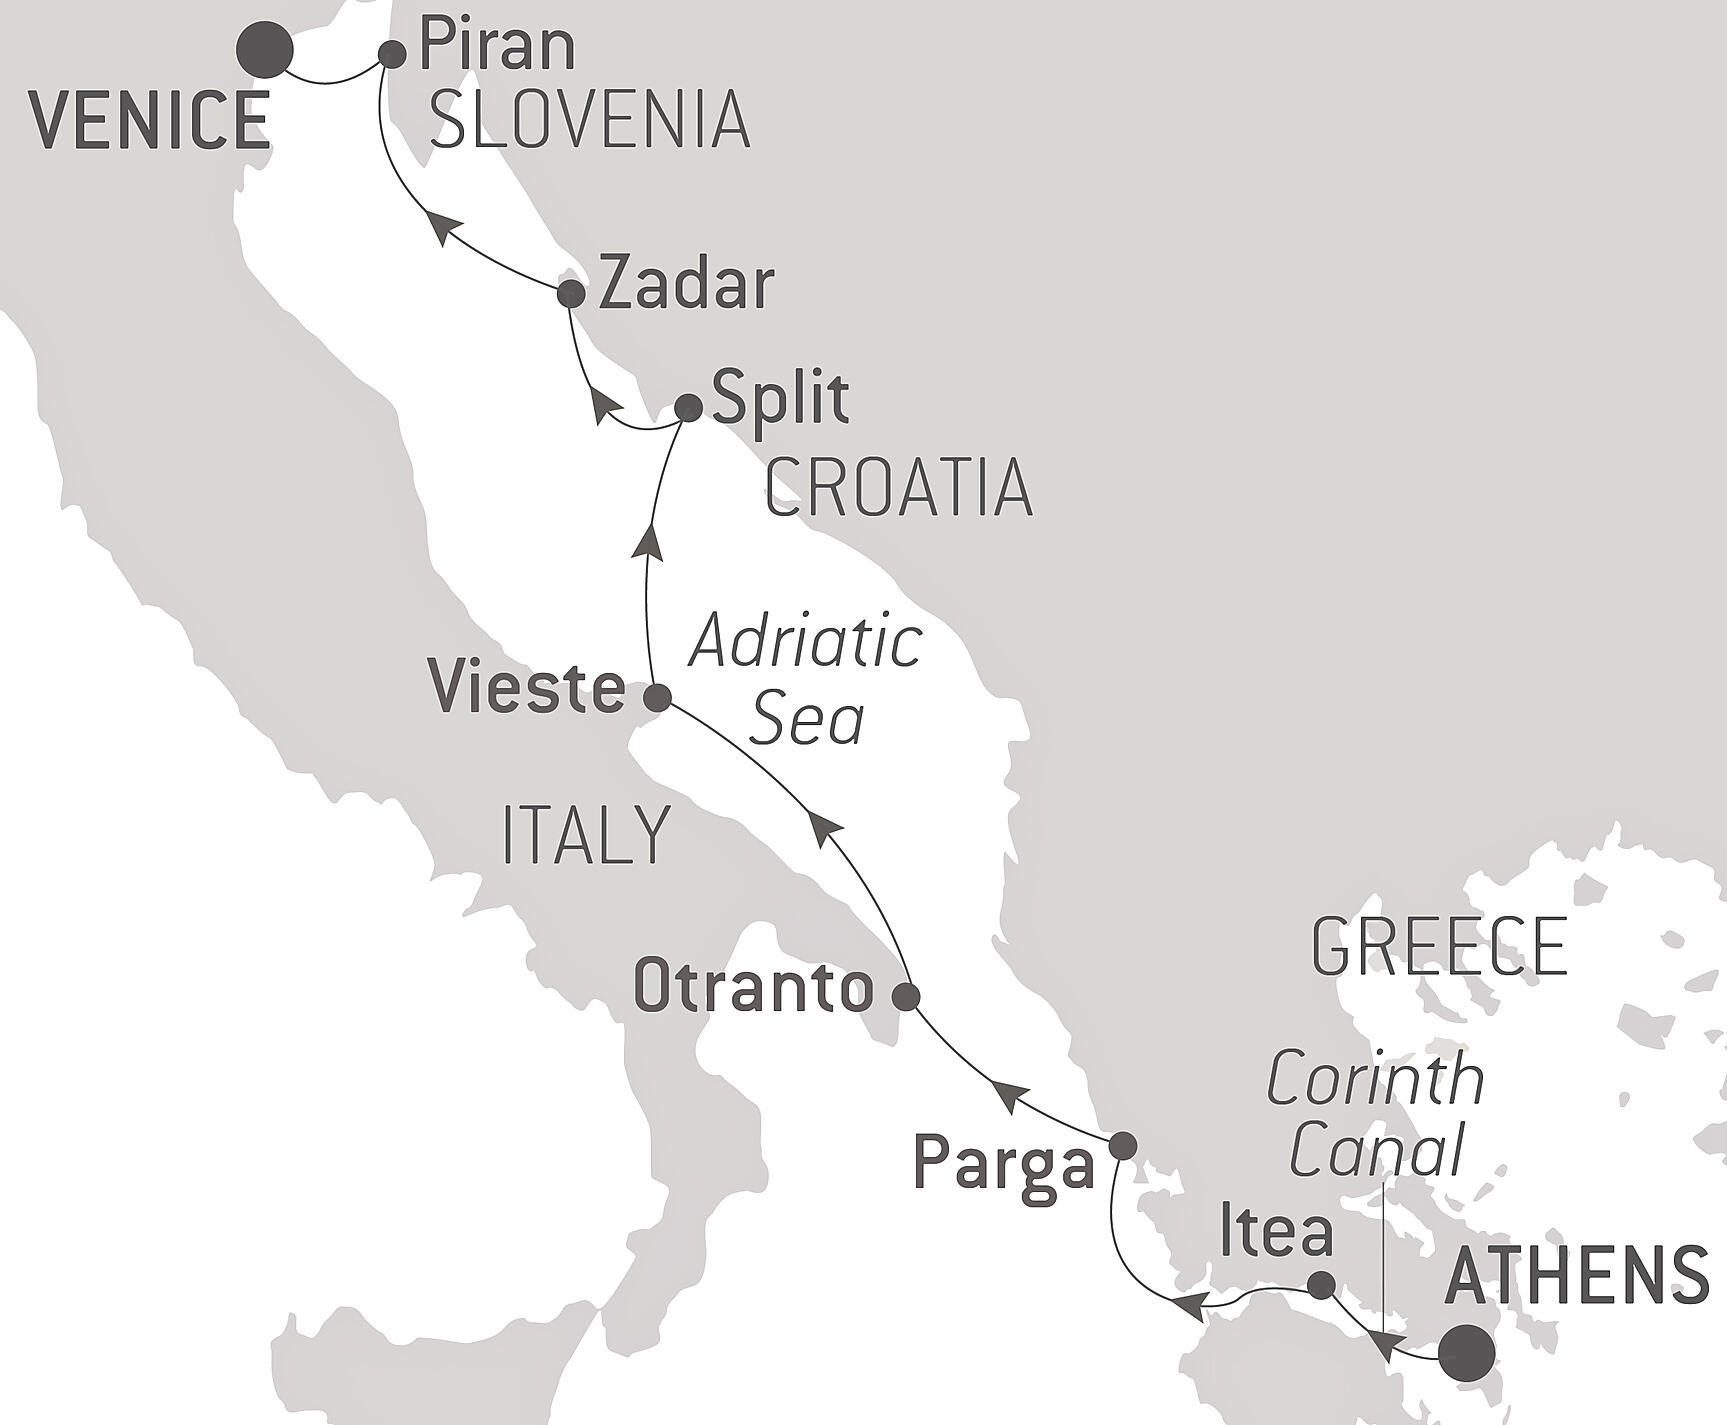 Piran
VENICE
SLOVENIA
Zadar
Split
CROATIA
Adriatic
Sea
Vieste
ITALY
GREECE
Otranto
Corinth
Canal
Parga
Itea
ATHENS